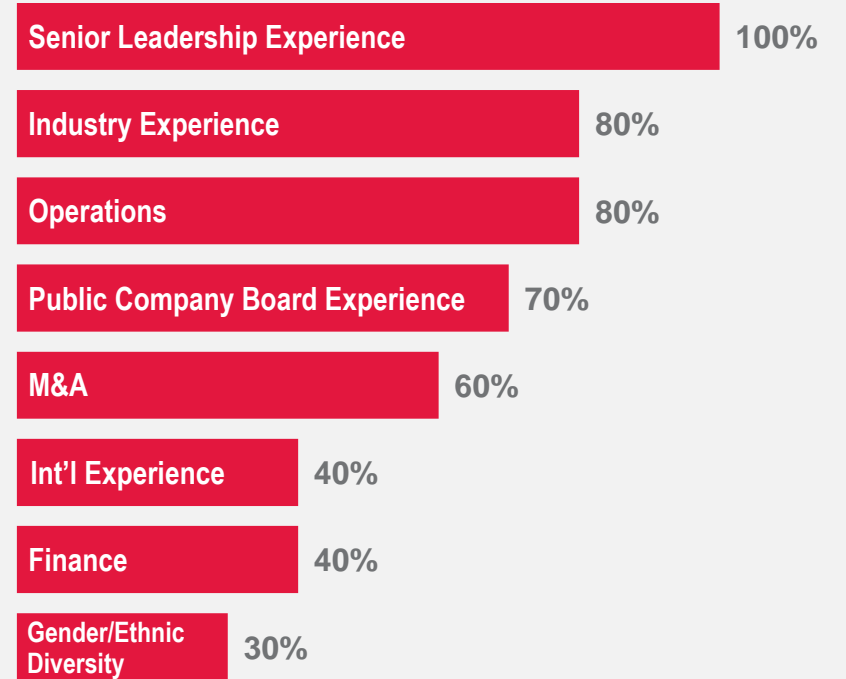 Senior Leadership Experience 100%
Industry Experience 80%
Operations 80%
Public Company Board Experience 70%
M&A 60%
Int’l Experience 40%
Finance 40%
Gender/Ethnic
Diversity 30%